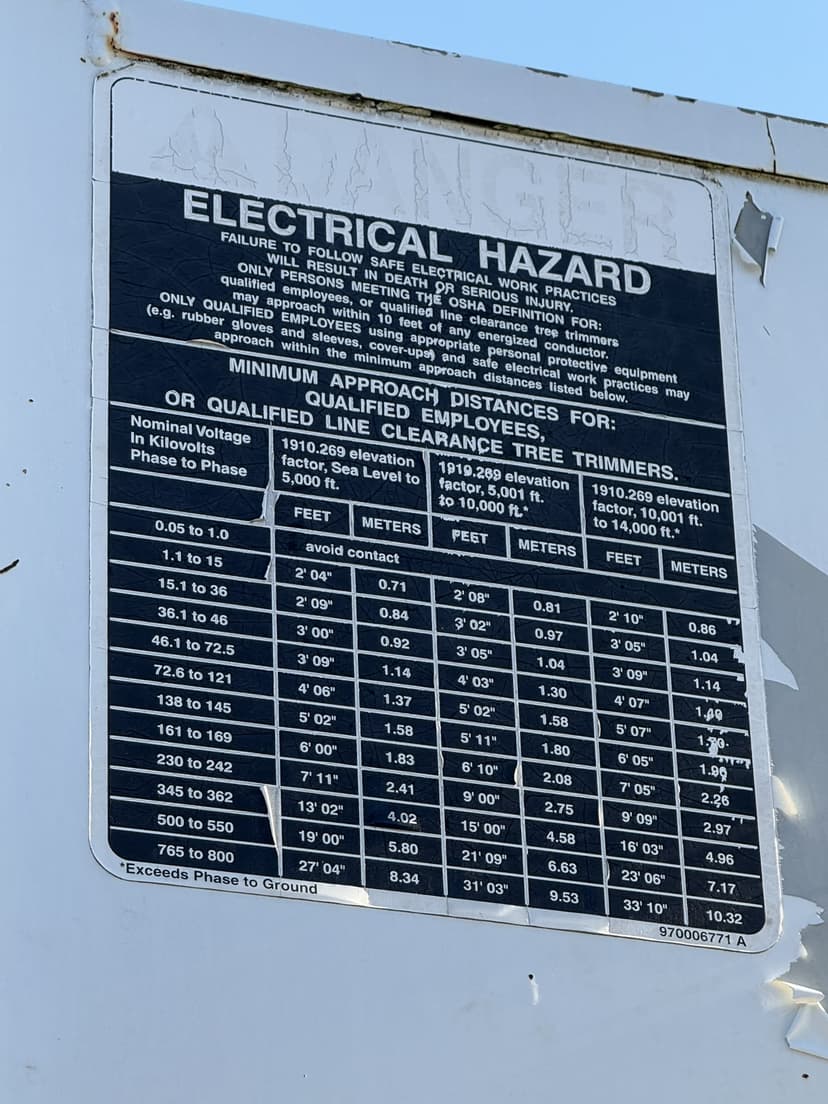 DANGER
ELECTRICAL HAZARD
FAILURE TO FOLLOW SAFE ELECTRICAL WORK PRACTICES
WILL RESULT IN DEATH OR SERIOUS INJURY.
ONLY PERSONS MEETING THE OSHA DEFINITION FOR:
qualified employees, or qualified line clearance tree trimmers
may approach within 10 feet of any energized conductor.
ONLY QUALIFIED EMPLOYEES using appropriate personal protective equipment
(e.g. rubber gloves and sleeves, cover-ups) and safe electrical work practices may
approach within the minimum approach distances listed below.
MINIMUM APPROACH DISTANCES FOR:
QUALIFIED EMPLOYEES,
OR QUALIFIED LINE CLEARANCE TREE TRIMMERS.
Nominal Voltage
In Kilovolts
Phase to Phase
1910.269 elevation
factor, Sea Level to
5,000 ft.
1910.269 elevation
factor, 5,001 ft.
to 10,000 ft.*
1910.269 elevation
factor, 10,001 ft.
to 14,000 ft.*
FEET METERS FEET METERS FEET METERS
0.05 to 1.0 avoid contact
1.1 to 15 2' 04" 0.71 2' 08" 0.81 2' 10" 0.86
15.1 to 36 2' 09" 0.84 3' 02" 0.97 3' 05" 1.04
36.1 to 46 3' 00" 0.92 3' 05" 1.04 3' 09" 1.14
46.1 to 72.5 3' 09" 1.14 4' 03" 1.30 4' 07"
72.6 to 121 4' 06" 1.37 5' 02" 1.58 5' 07"
138 to 145 5' 02" 1.58 5' 11" 1.80 6' 05" 1.96
161 to 169 6' 00" 1.83 6' 10" 2.08 7' 05" 2.26
230 to 242 7' 11" 2.41 9' 00" 2.75 9' 09" 2.97
345 to 362 13' 02" 4.02 15' 00" 4.58 16' 03" 4.96
500 to 550 19' 00" 5.80 21' 09" 6.63 23' 06" 7.17
765 to 800 27' 04" 8.34 31' 03" 9.53 33' 10" 10.32
*Exceeds Phase to Ground
970006771 A